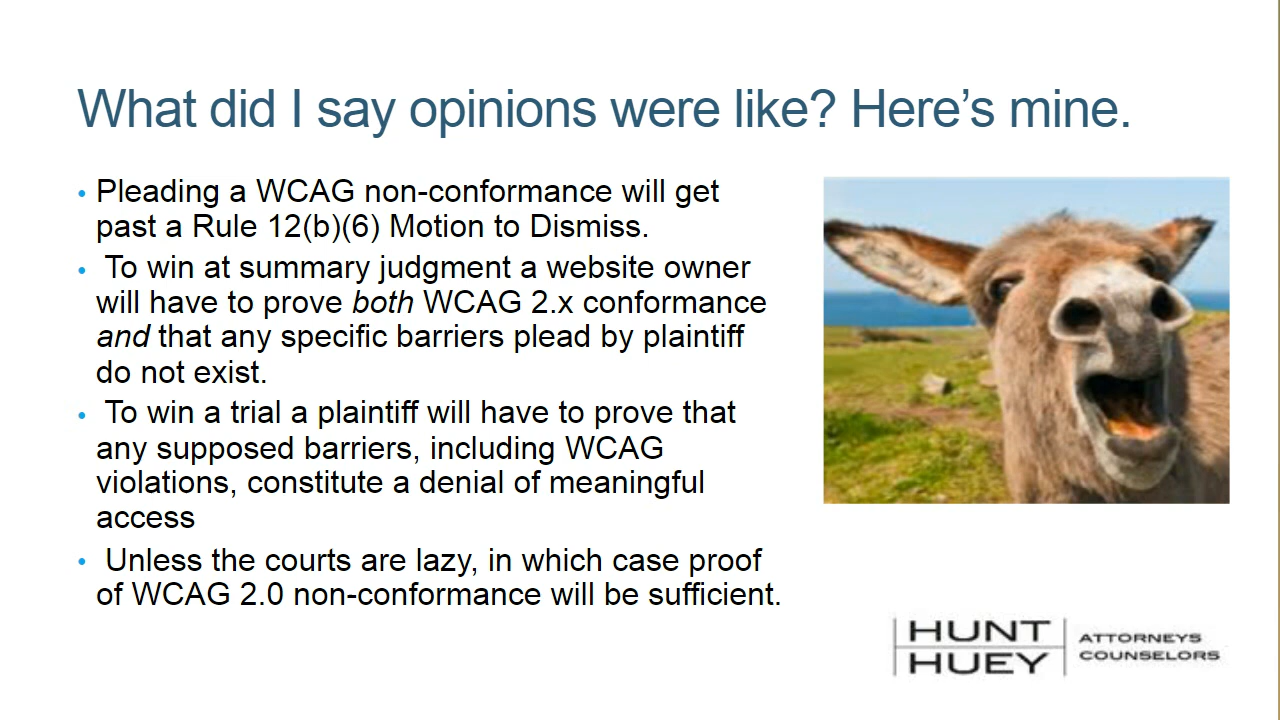 What did I say opinions were like? Here’s mine.
• Pleading a WCAG non-conformance will get
past a Rule 12(b)(6) Motion to Dismiss.
• To win at summary judgment a website owner
will have to prove both WCAG 2.x conformance
and that any specific barriers plead by plaintiff
do not exist.
• To win a trial a plaintiff will have to prove that
any supposed barriers, including WCAG
violations, constitute a denial of meaningful
access
• Unless the courts are lazy, in which case proof
of WCAG 2.0 non-conformance will be sufficient.
HUNT
HUEY
ATTORNEYS
COUNSELORS